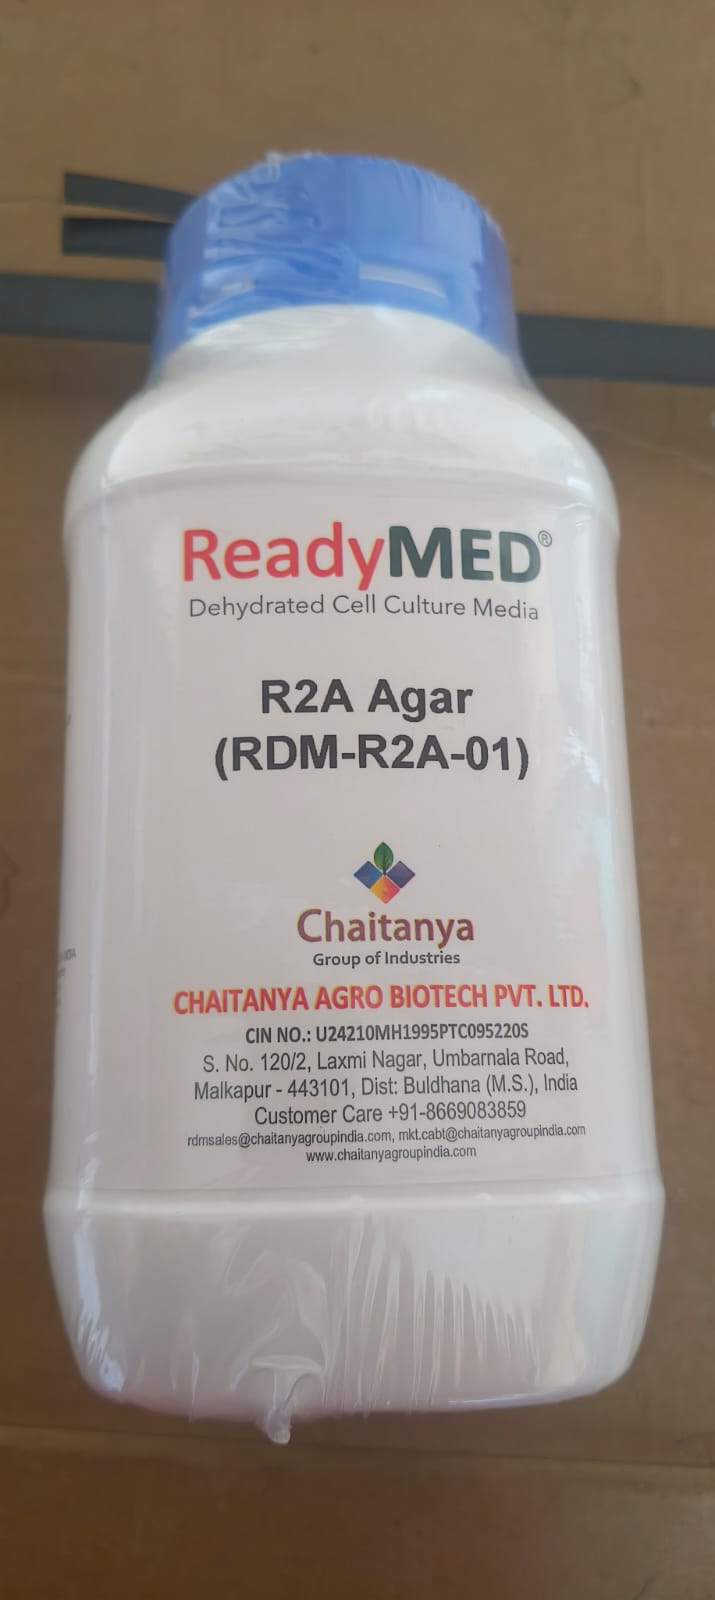 ReadyMED®
Dehydrated Cell Culture Media
R2A Agar
(RDM-R2A-01)
Chaitanya
Group of Industries
CHAITANYA AGRO BIOTECH PVT. LTD.
CIN NO.: U24210MH1995PTC095220S
S. No. 120/2, Laxmi Nagar, Umbarnala Road,
Malkapur - 443101, Dist: Buldhana (M.S.), India
Customer Care +91-8669083859
rdmsales@chaitanyagroupindia.com, mkt.cabt@chaitanyagroupindia.com
www.chaitanyagroupindia.com